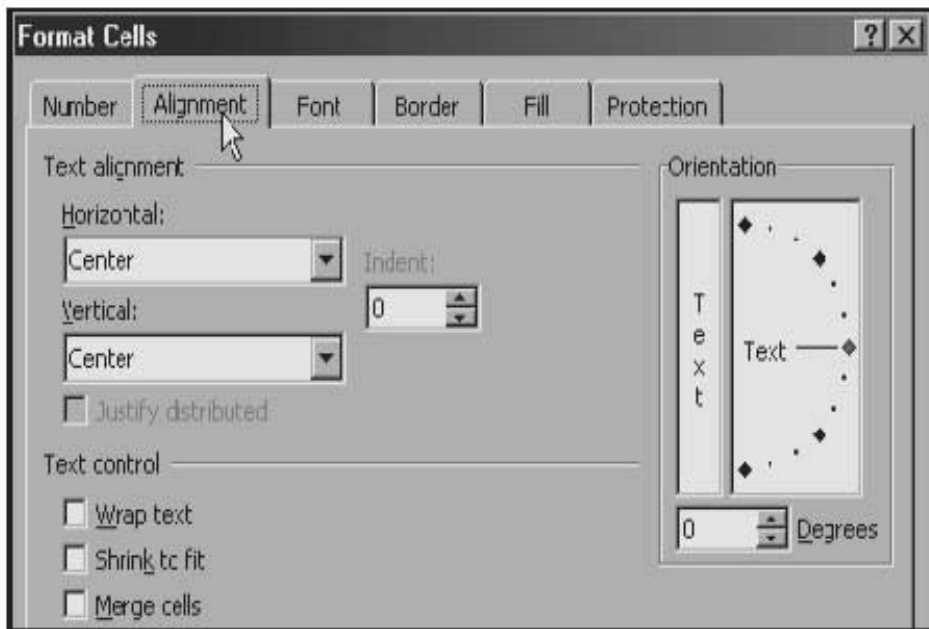 Format Cells
Number Alignment Font Border Fill Protection
Text alignment
Horizontal:
Center
Indent:
0
Vertical:
Center
Justify distributed
Text control
Wrap text
Shrink to fit
Merge cells
Orientation
Text
Text
0 Degrees